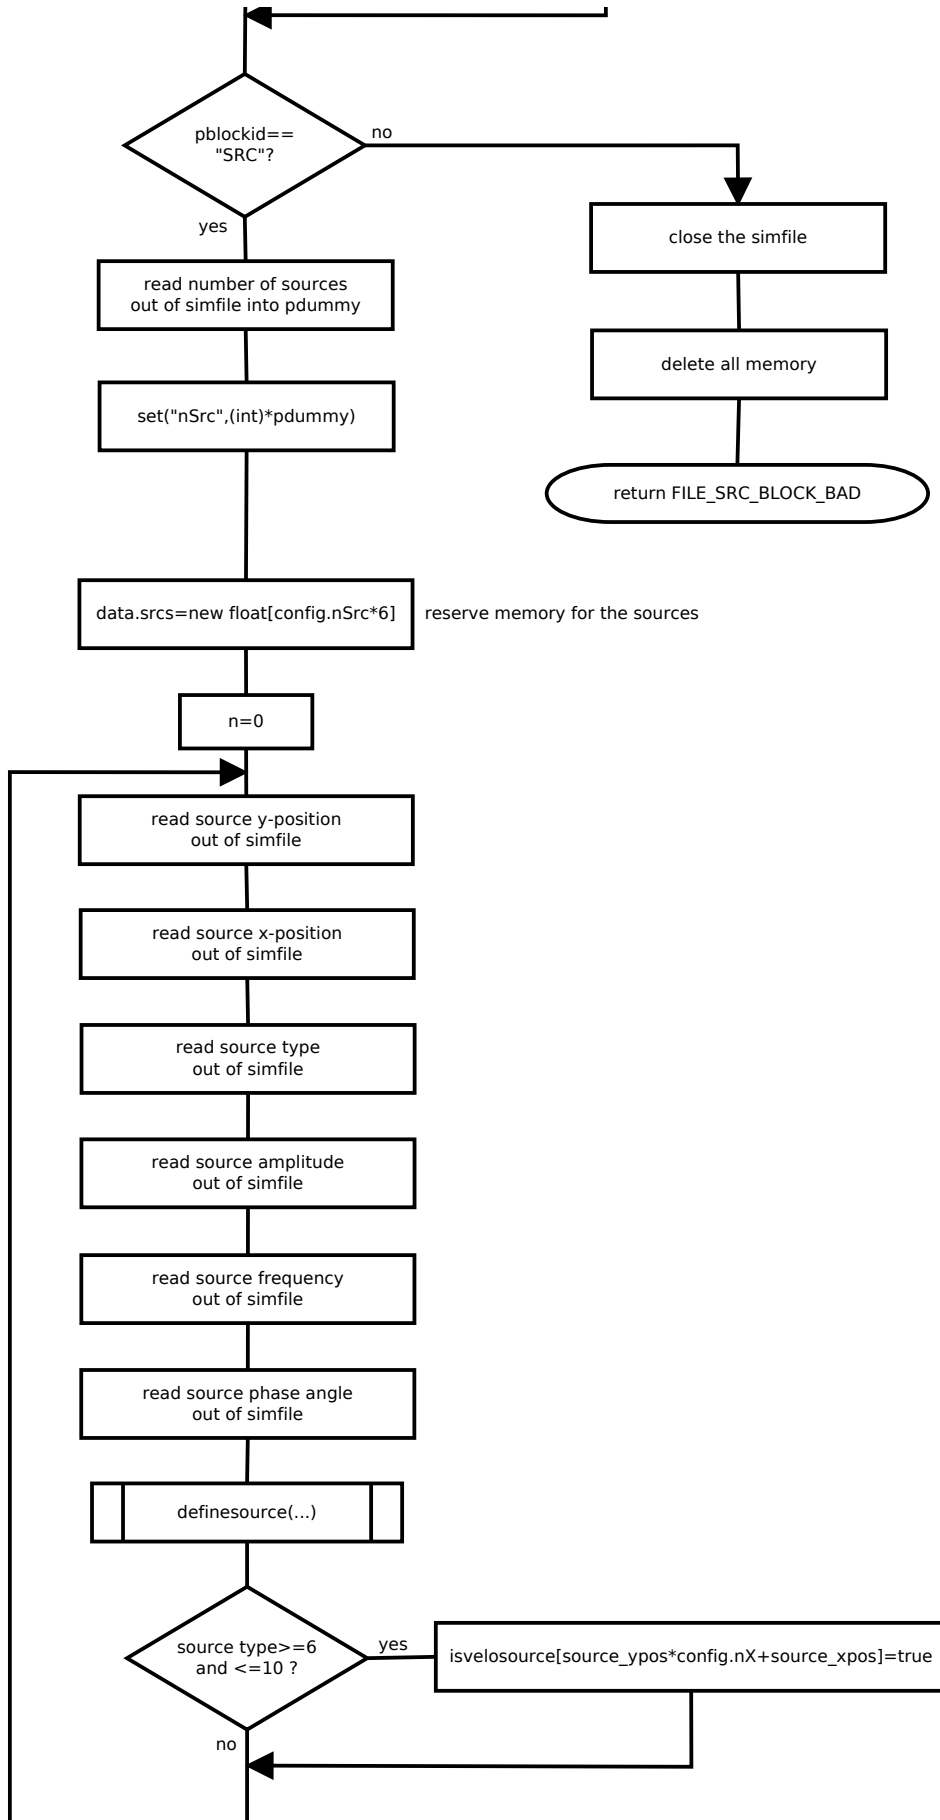 pblockid==
"SRC"?
no
yes
close the simfile
read number of sources
out of simfile into pdummy
delete all memory
set("nSrc",(int)*pdummy)
return FILE_SRC_BLOCK_BAD
data.srcs=new float[config.nSrc*6]
reserve memory for the sources
n=0
read source y-position
out of simfile
read source x-position
out of simfile
read source type
out of simfile
read source amplitude
out of simfile
read source frequency
out of simfile
read source phase angle
out of simfile
definesource(...)
source type>=6
and <=10 ?
yes
isvelosource[source_ypos*config.nX+source_xpos]=true
no